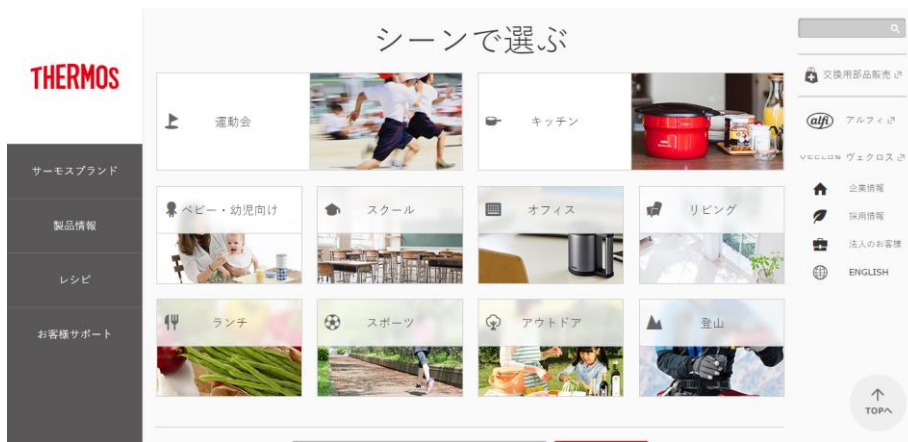 シーンで選ぶ
THERMOS
サーモスブランド
製品情報
レシピ
お客様サポート
運動会
キッチン
ベビー・幼児向け
スクール
オフィス
リビング
ランチ
スポーツ
アウトドア
登山
交換用部品販売
alfi アルフィ
VECLOS ヴェクロス
企業情報
採用情報
法人のお客様
ENGLISH
TOPへ